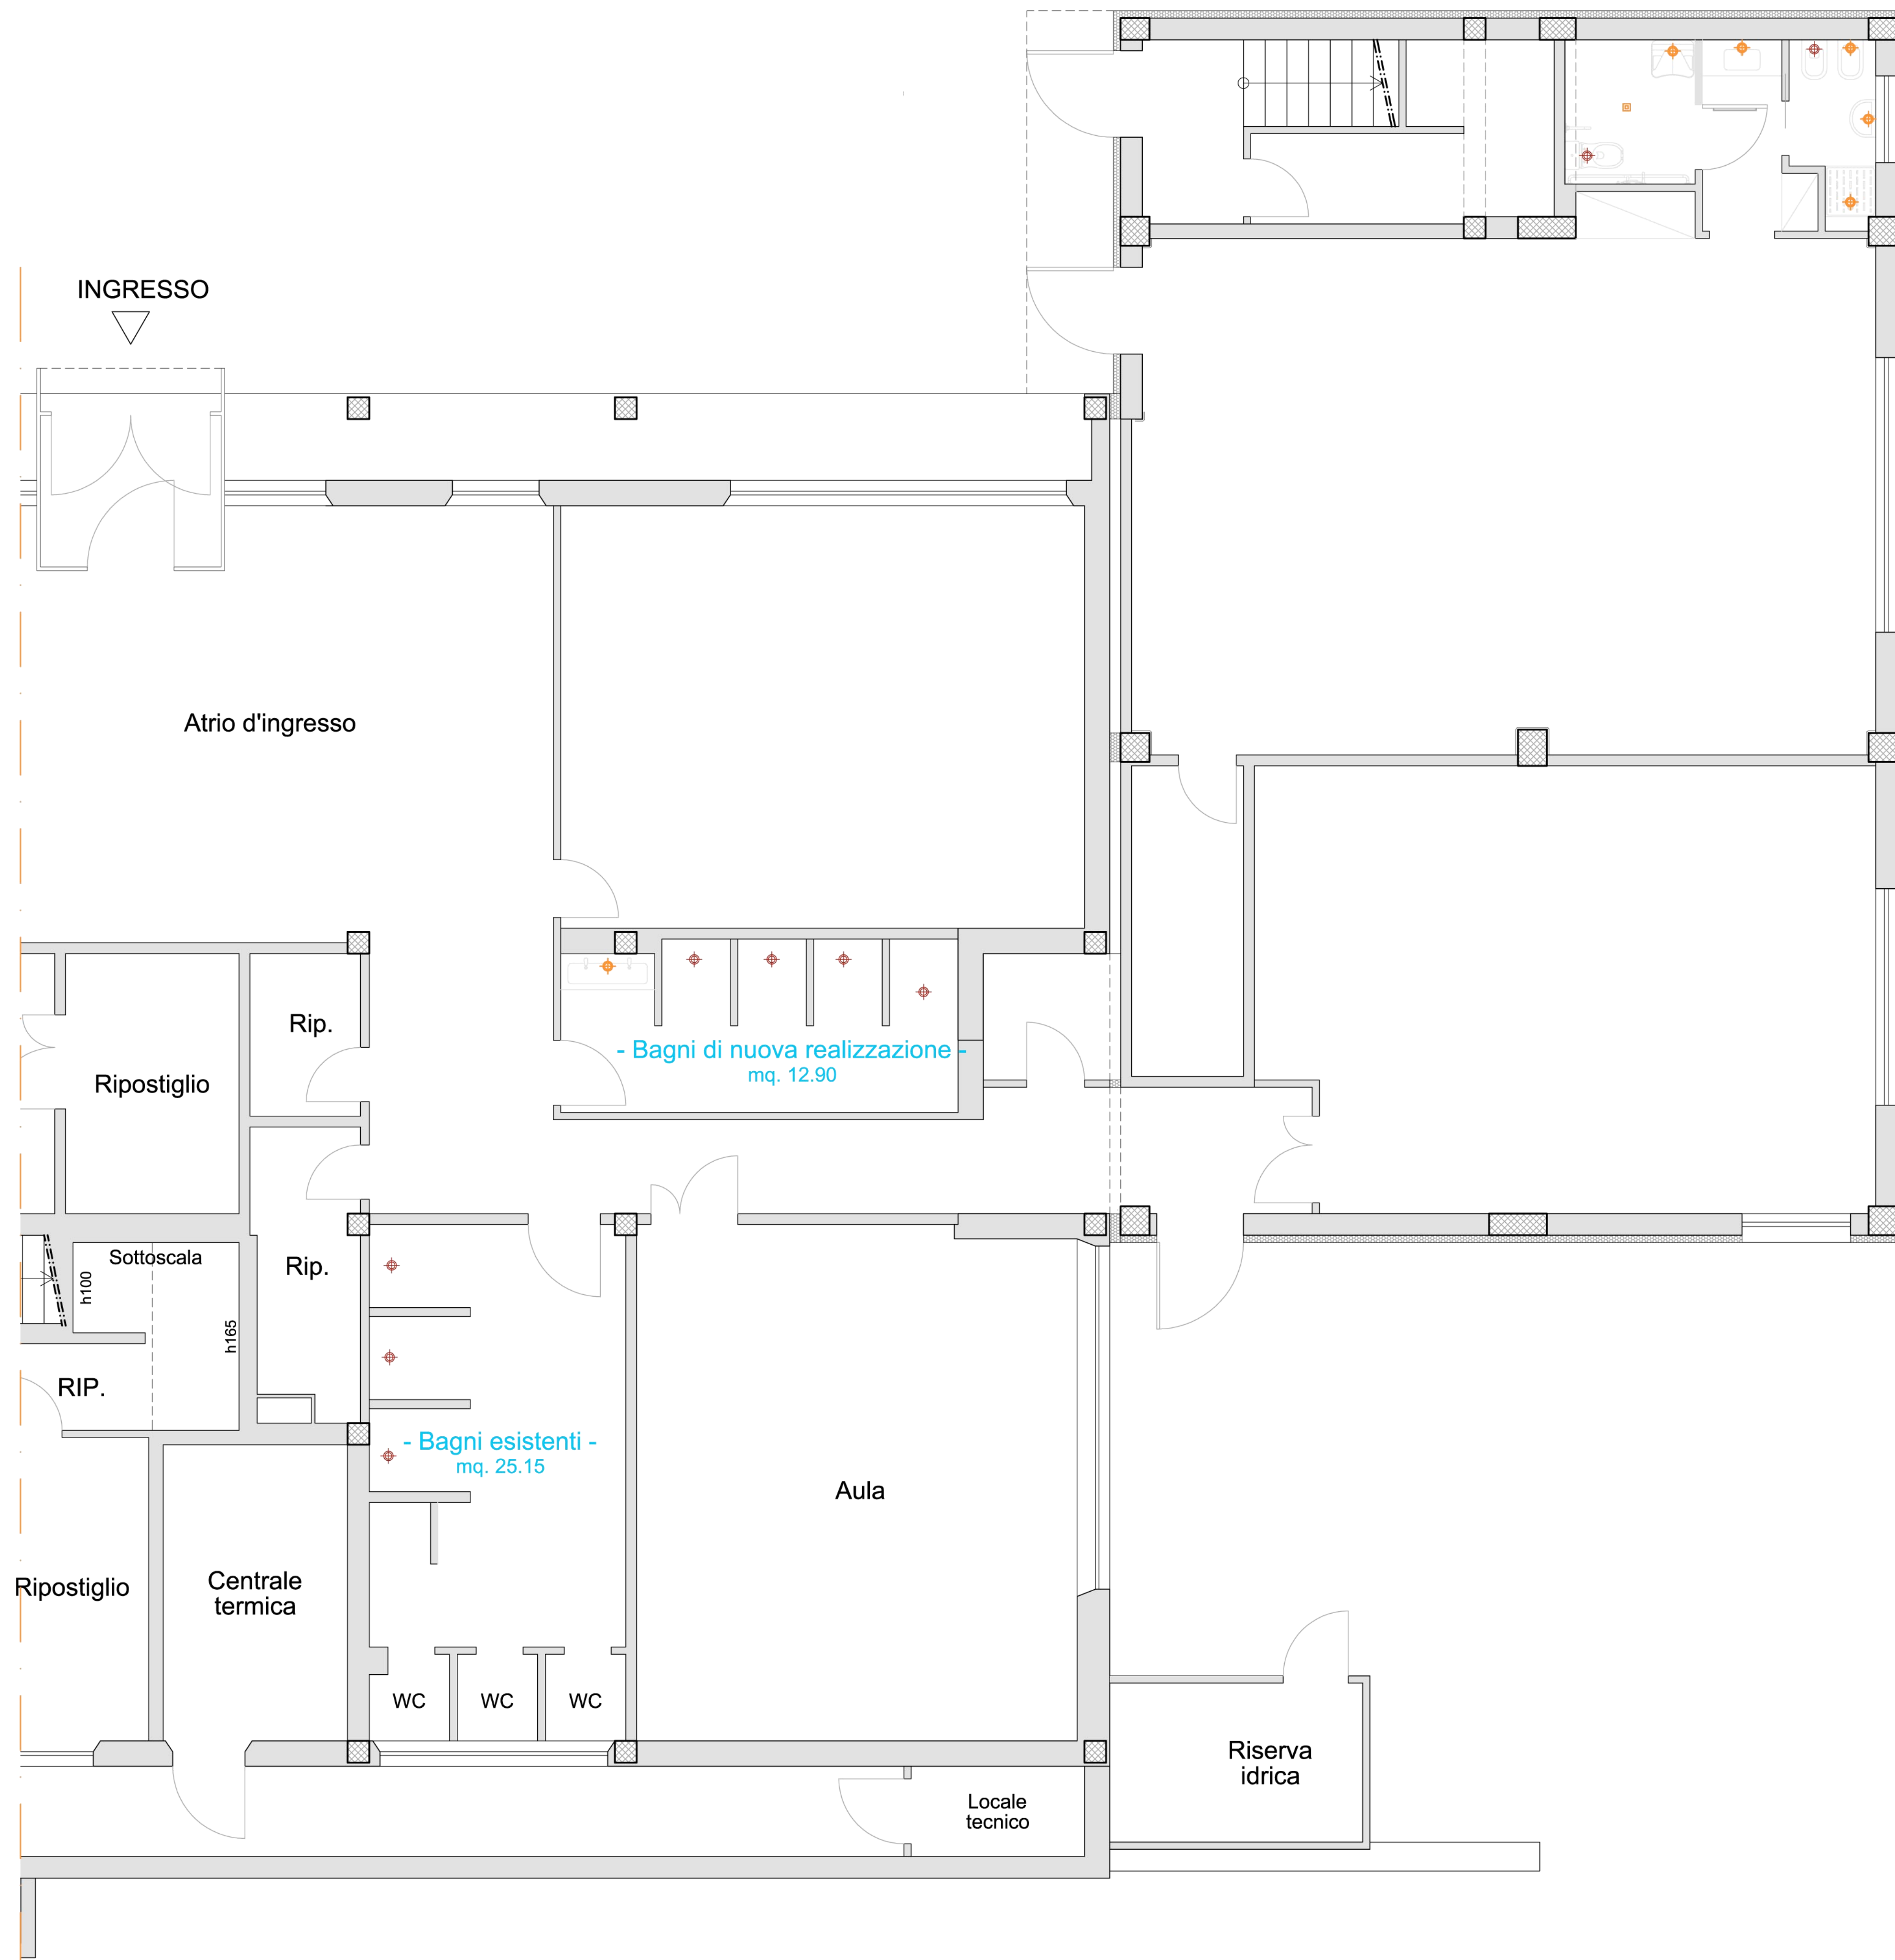 INGRESSO
Atrio d'ingresso
Rip.
- Bagni di nuova realizzazione -
mq. 12.90
Ripostiglio
Sottoscala
h100
Rip.
h165
RIP.
- Bagni esistenti -
mq. 25.15
Aula
Ripostiglio
Centrale
termica
WC
WC
WC
Riserva
idrica
Locale
tecnico